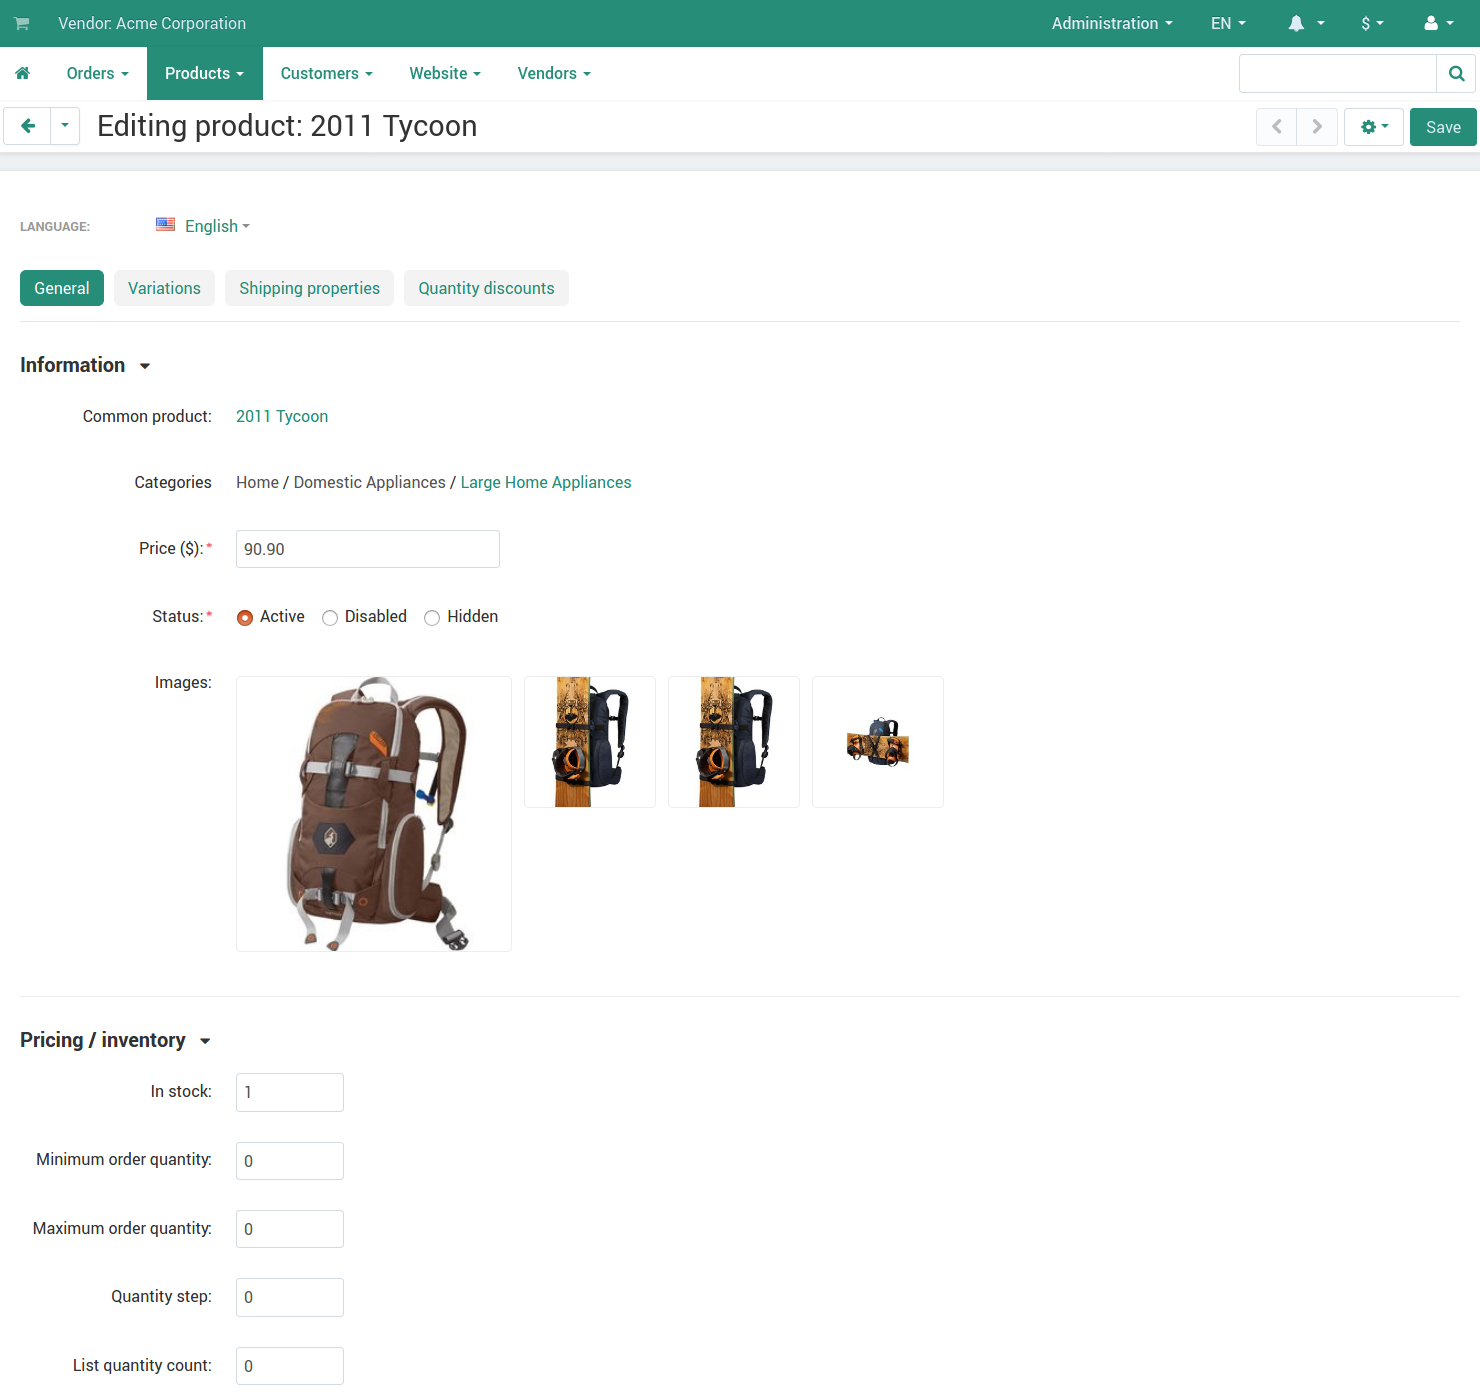 Vendor: Acme Corporation Administration EN $
Orders Products Customers Website Vendors
Editing product: 2011 Tycoon Save
LANGUAGE: English
General Variations Shipping properties Quantity discounts
Information
Common product: 2011 Tycoon
Categories Home / Domestic Appliances / Large Home Appliances
Price ($):* 90.90
Status:* Active Disabled Hidden
Images:
Pricing / inventory
In stock: 1
Minimum order quantity: 0
Maximum order quantity: 0
Quantity step: 0
List quantity count: 0